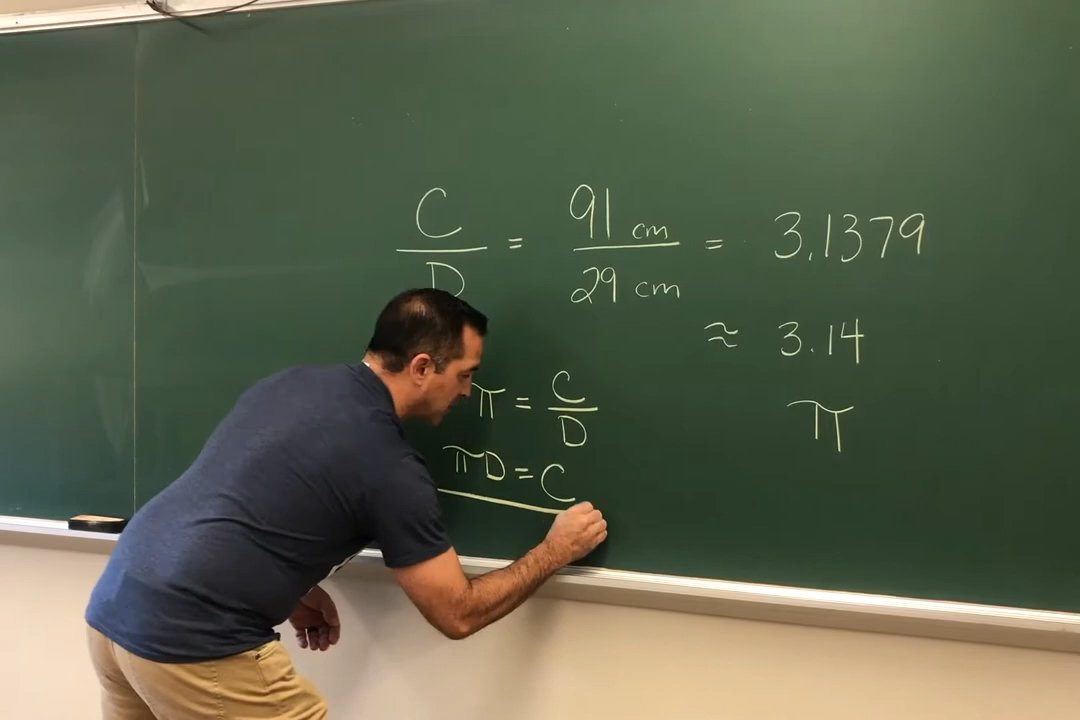 C/D = 91 cm/29 cm = 3.1379
≈ 3.14
π
π = C/D
πD = C